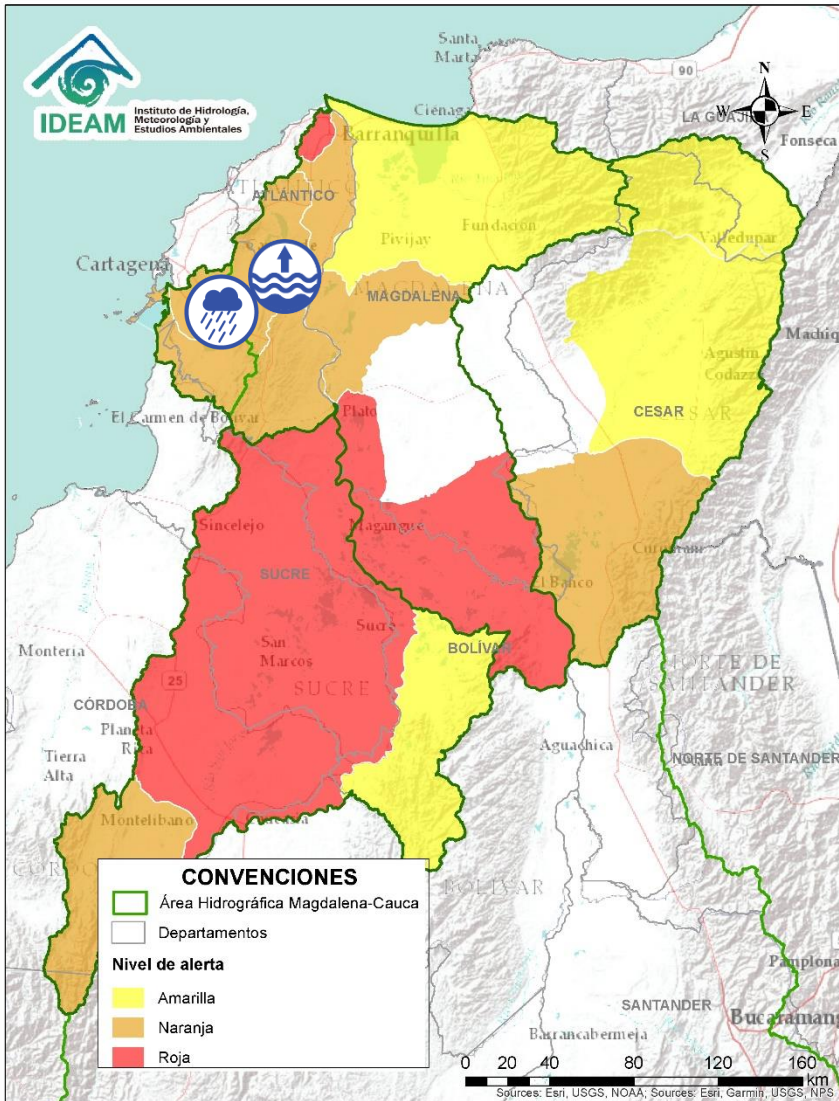 IDEAM
Instituto de Hidrología,
Meteorología y
Estudios Ambientales
Santa
Marta
90
N
W
E
S
LA GUAJI
Fonseca
Ciénaga
Barranquilla
ATLÁNTICO
Cartagena
Pivijay
Fundación
Valledupar
MAGDALENA
Machiq
Agustín
Codazzi
CESAR
El Carmen de Bolívar
Plato
Sincelejo
Magangué
SUCRE
El Banco
Montería
San
Marcos
Sucre
BOLÍVAR
SUCRE
25
CÓRDOBA
Planeta
Rica
NORTE DE
SANTANDER
Tierra
Alta
Aguachica
NORTE DE SANTANDER
Montelíbano
BOLÍVAR
CONVENCIONES
Área Hidrográfica Magdalena-Cauca
Departamentos
Nivel de alerta
Amarilla
Naranja
Roja
Pamplona
SANTANDER
Bucaramang
Barrancabermeja
0 20 40 80 120 160
km
Sources: Esri, USGS, NOAA; Sources: Esri, Garmin, USGS, NPS